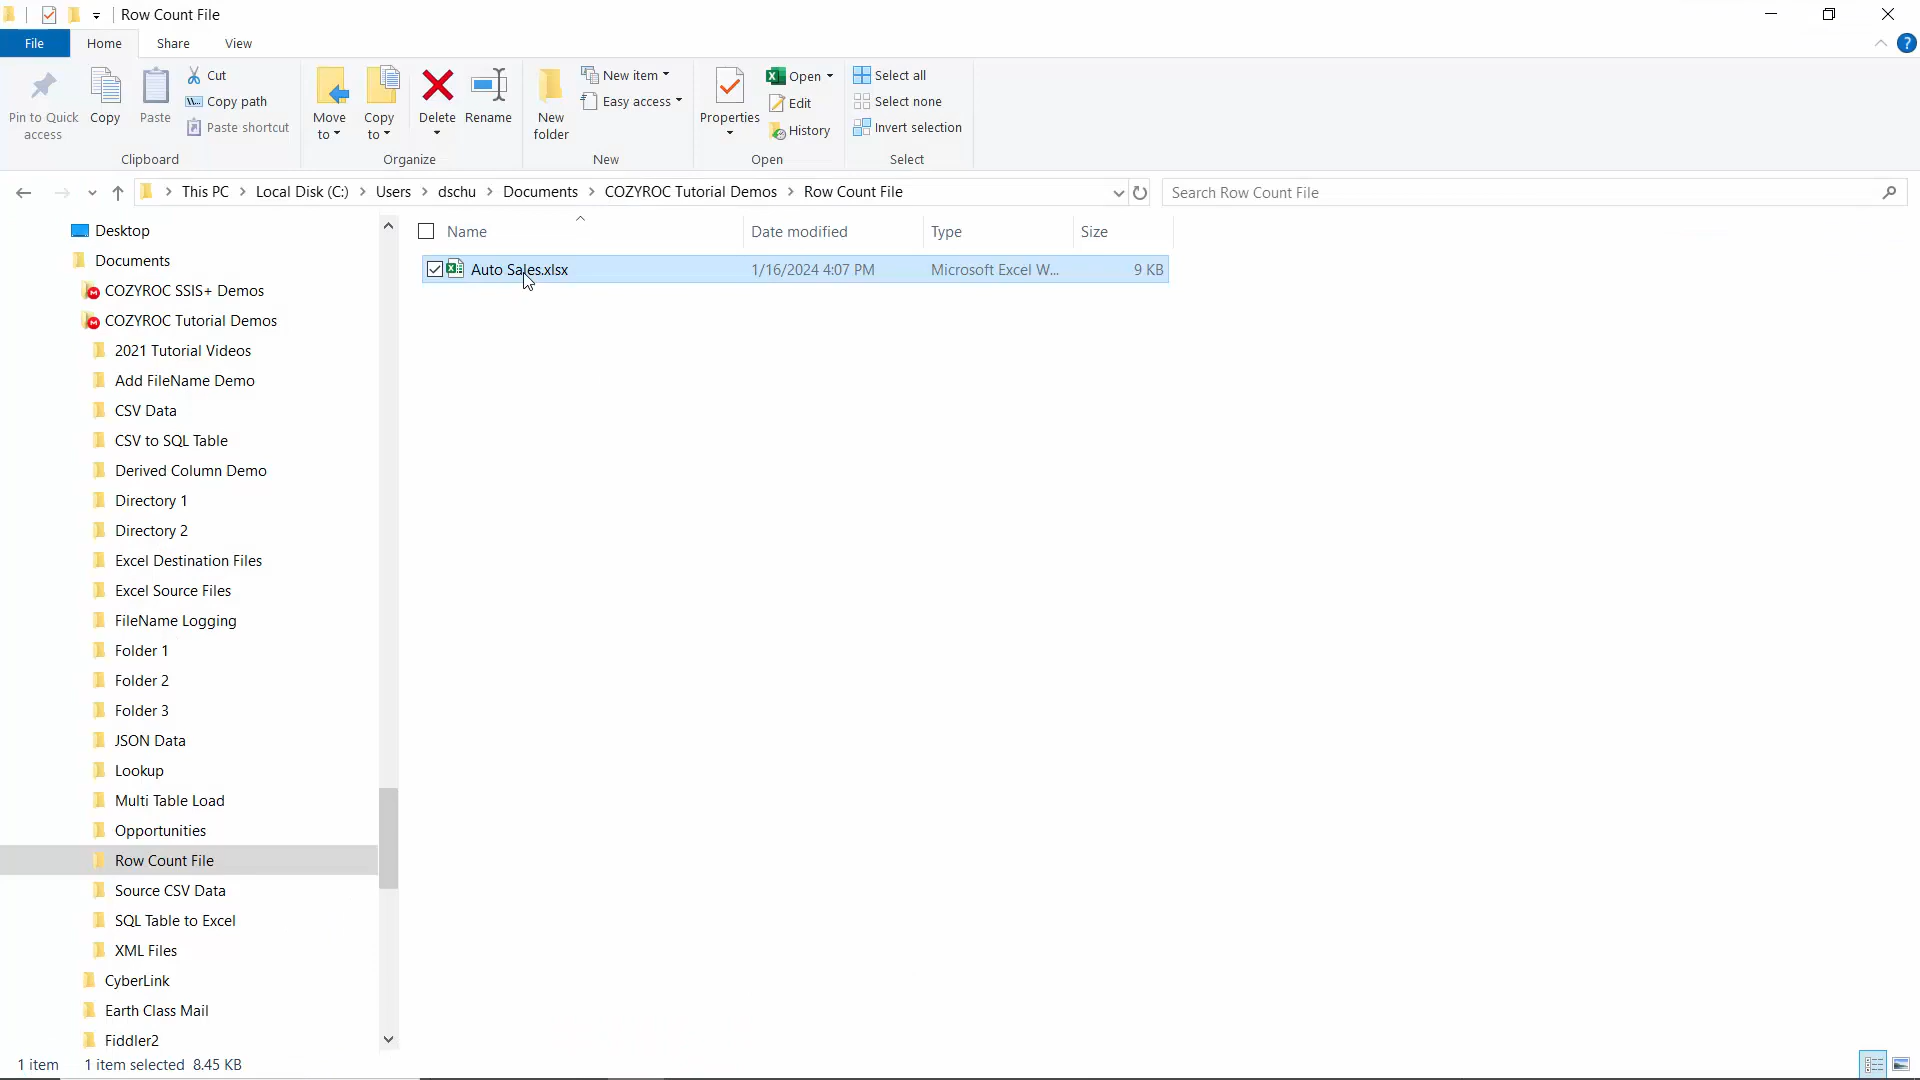 Row Count File
File Home Share View
Pin to Quick access
Copy
Paste
Cut
Copy path
Paste shortcut
Clipboard
Move to
Copy to
Delete
Rename
Organize
New folder
New item
Easy access
New
Properties
Open
Edit
History
Open
Select all
Select none
Invert selection
Select
This PC > Local Disk (C:) > Users > dschu > Documents > COZYROC Tutorial Demos > Row Count File
Search Row Count File
Name Date modified Type Size
Auto Sales.xlsx 1/16/2024 4:07 PM Microsoft Excel W... 9 KB
Desktop
Documents
COZYROC SSIS+ Demos
COZYROC Tutorial Demos
2021 Tutorial Videos
Add FileName Demo
CSV Data
CSV to SQL Table
Derived Column Demo
Directory 1
Directory 2
Excel Destination Files
Excel Source Files
FileName Logging
Folder 1
Folder 2
Folder 3
JSON Data
Lookup
Multi Table Load
Opportunities
Row Count File
Source CSV Data
SQL Table to Excel
XML Files
CyberLink
Earth Class Mail
Fiddler2
1 item 1 item selected 8.45 KB